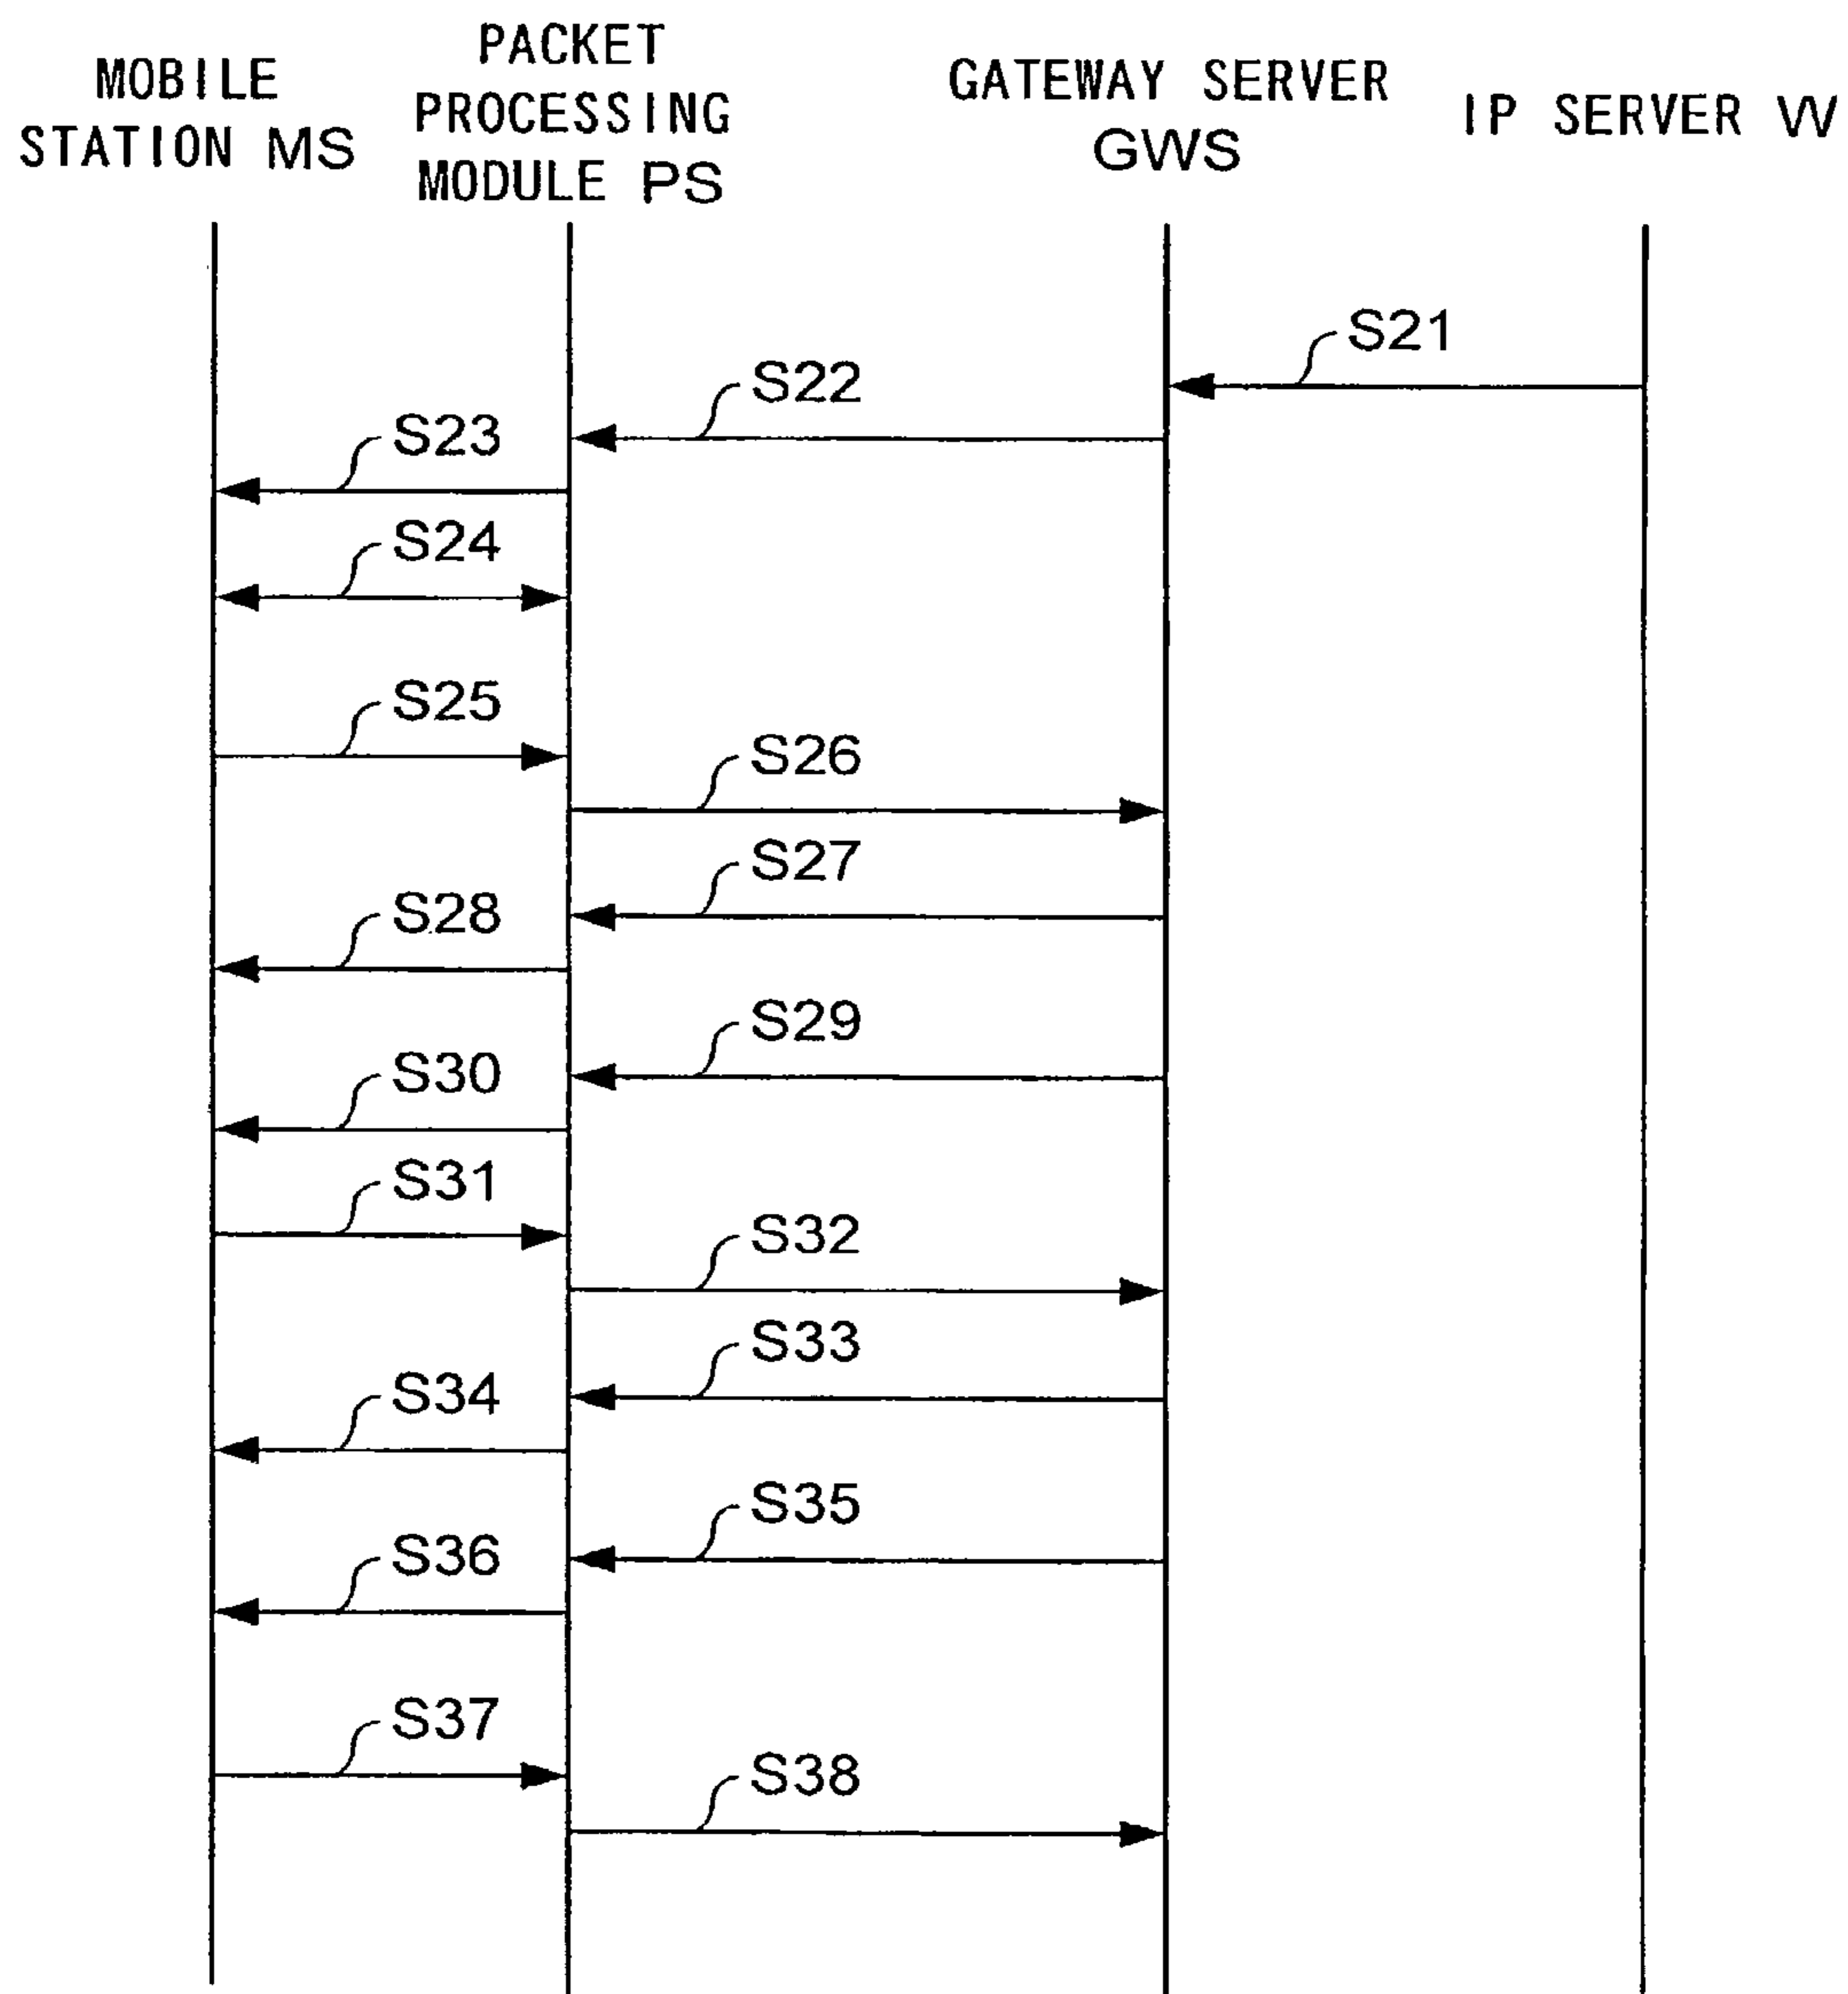 MOBILE
STATION MS
PACKET
PROCESSING
MODULE PS
GATEWAY SERVER
GWS
IP SERVER W
S21
S22
S23
S24
S25
S26
S27
S28
S29
S30
S31
S32
S33
S34
S35
S36
S37
S38